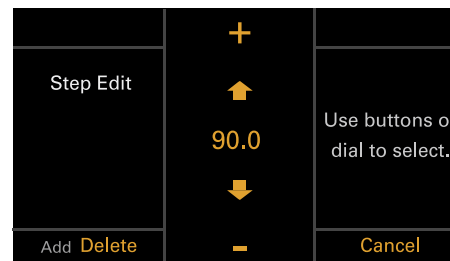 +
Step Edit
90.0
Use buttons o
dial to select.
Add Delete
-
Cancel